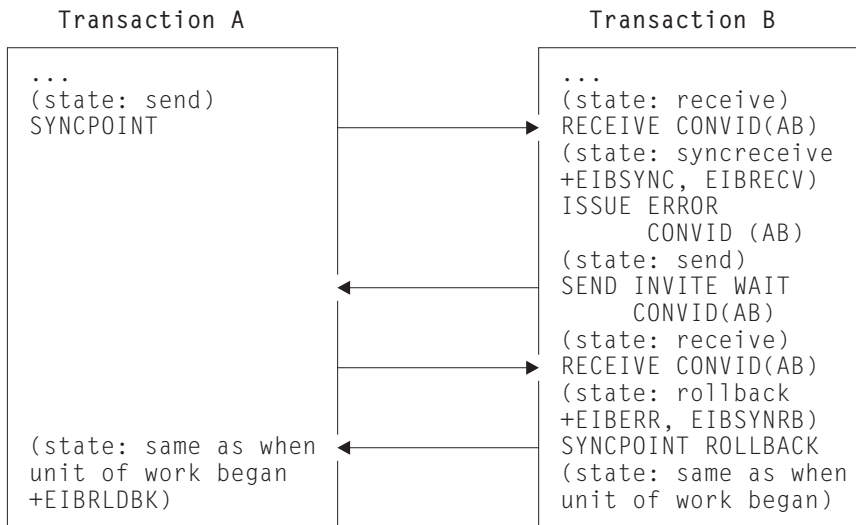 Transaction A
...
(state: send)
SYNCPOINT
(state: same as when
unit of work began
+EIBRLDBK)
Transaction B
...
(state: receive)
RECEIVE CONVID(AB)
(state: syncreceive
+EIBSYNC, EIBRECV)
ISSUE ERROR
CONVID (AB)
(state: send)
SEND INVITE WAIT
CONVID(AB)
(state: receive)
RECEIVE CONVID(AB)
(state: rollback
+EIBERR, EIBSYNRB)
SYNCPOINT ROLLBACK
(state: same as when
unit of work began)